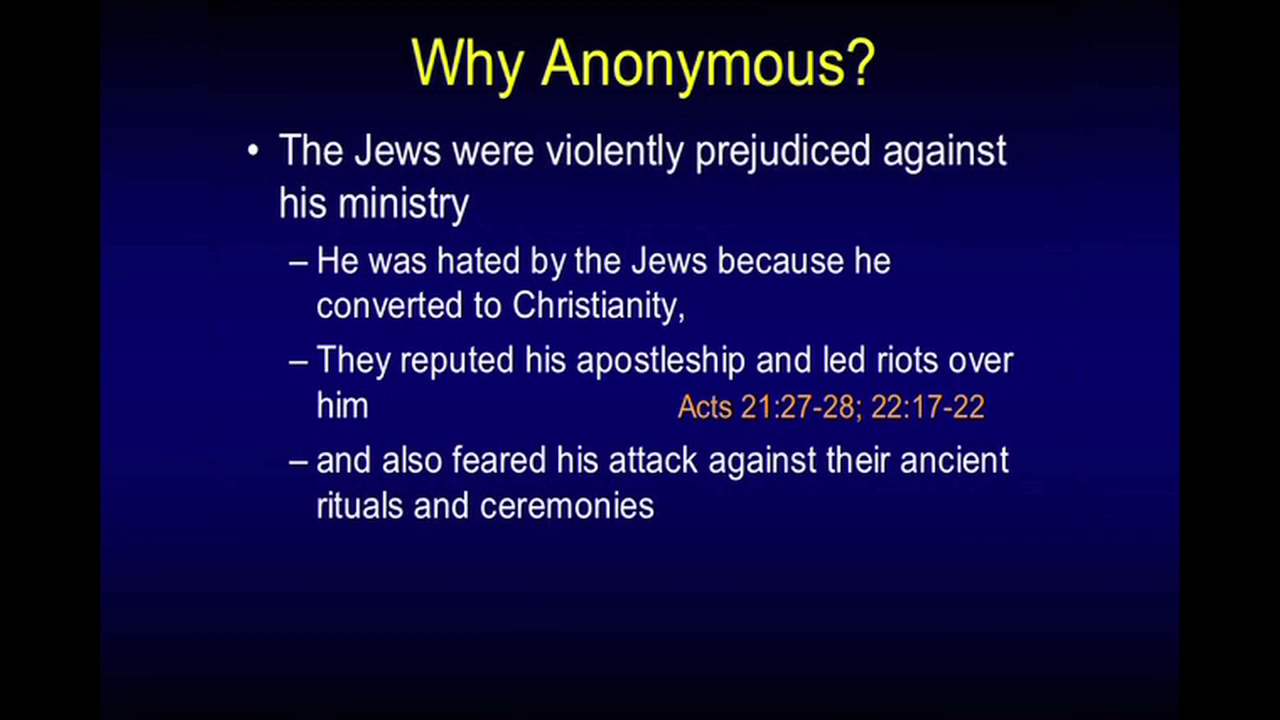 Why Anonymous?
• The Jews were violently prejudiced against
his ministry
– He was hated by the Jews because he
converted to Christianity,
– They reputed his apostleship and led riots over
him Acts 21:27-28; 22:17-22
– and also feared his attack against their ancient
rituals and ceremonies